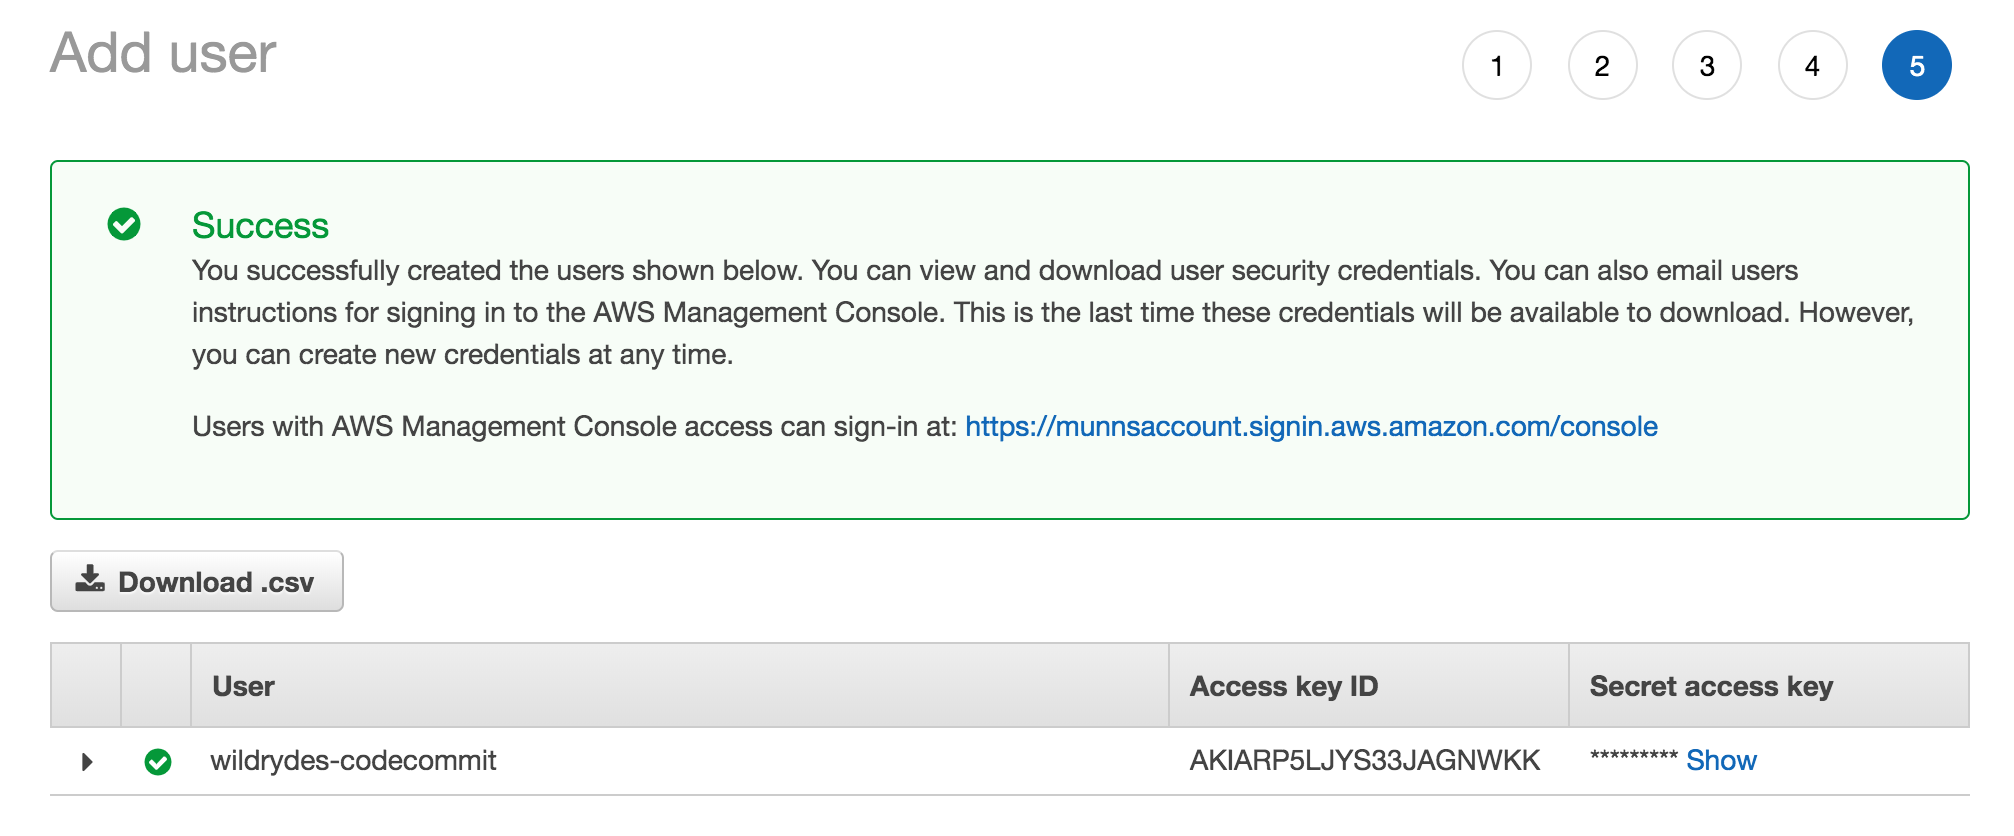 Add user
1 2 3 4 5
Success
You successfully created the users shown below. You can view and download user security credentials. You can also email users
instructions for signing in to the AWS Management Console. This is the last time these credentials will be available to download. However,
you can create new credentials at any time.
Users with AWS Management Console access can sign-in at: https://munnsaccount.signin.aws.amazon.com/console
Download .csv
User Access key ID Secret access key
wildrydes-codecommit AKIARP5LJYS33JAGNWKK ********* Show